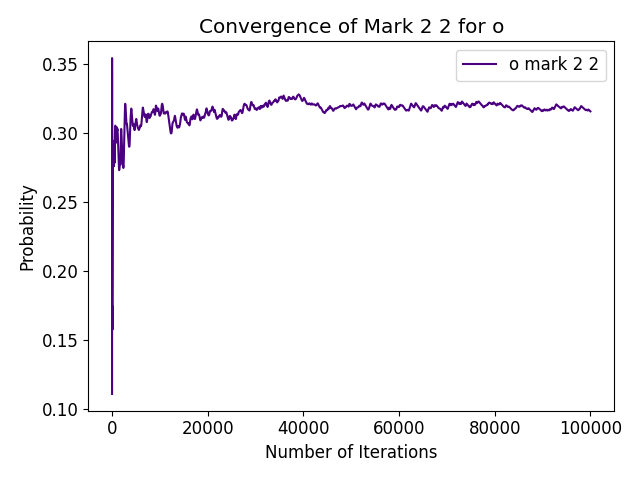 Convergence of Mark 2 2 for o
o mark 2 2
Probability
0.35
0.30
0.25
0.20
0.15
0.10
0 20000 40000 60000 80000 100000
Number of Iterations